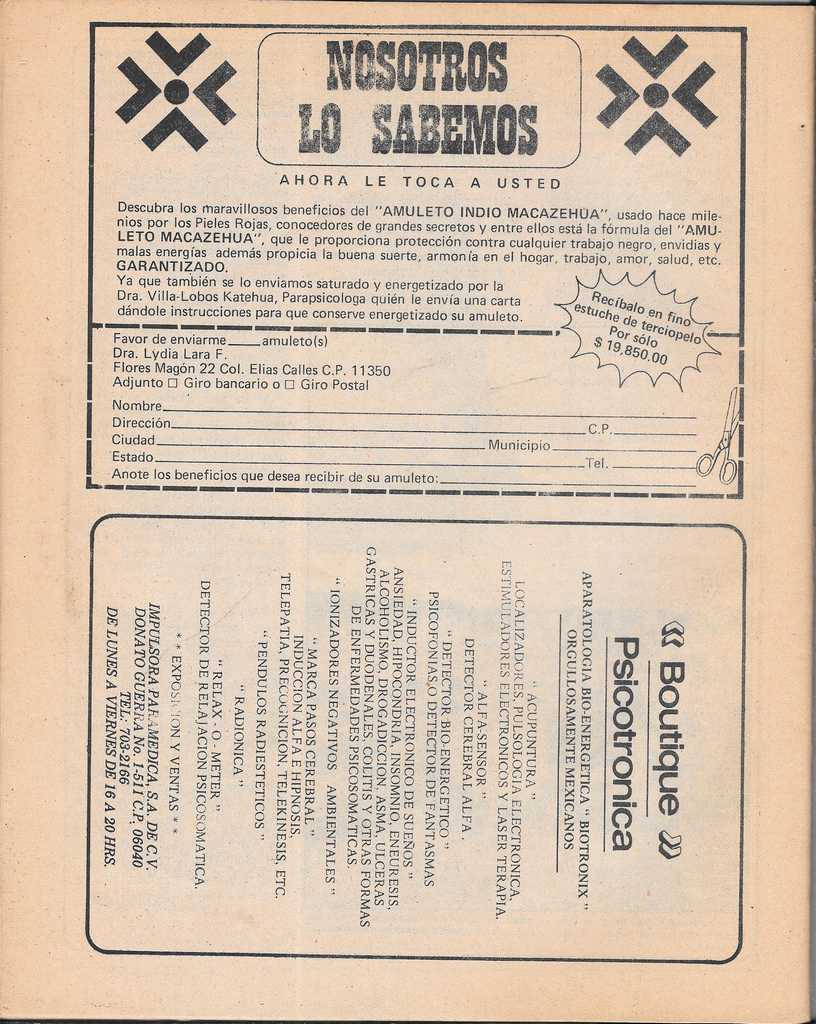 NOSOTROS
LO SABEMOS
AHORA LE TOCA A USTED
Descubra los maravillosos beneficios del "AMULETO INDIO MACAZEHUA", usado hace mile-
nios por los Pieles Rojas, conocedores de grandes secretos y entre ellos está la fórmula del "AMU-
LETO MACAZEHUA", que le proporciona protección contra cualquier trabajo negro, envidias y
malas energías además propicia la buena suerte, armonía en el hogar, trabajo, amor, salud, etc.
GARANTIZADO.
Ya que también se lo enviamos saturado y energetizado por la
Dra. Villa-Lobos Katehua, Parapsicologa quién le envía una carta
dándole instrucciones para que conserve energetizado su amuleto.
Recíbalo en fino
estuche de terciopelo
Por sólo
$ 19,850.00
Favor de enviarme____amuleto(s)
Dra. Lydia Lara F.
Flores Magón 22 Col. Elias Calles C.P. 11350
Adjunto □ Giro bancario o □ Giro Postal
Nombre
Dirección C.P.
Ciudad Municipio
Estado Tel.
Anote los beneficios que desea recibir de su amuleto:
« Boutique »
Psicotronica
APARATOLOGIA BIO-ENERGETICA " BIOTRONIX "
ORGULLOSAMENTE MEXICANOS
" ACUPUNTURA "
LOCALIZADORES, PULSOLOGIA ELECTRONICA,
ESTIMULADORES ELECTRONICOS Y LASER TERAPIA.
" ALFA-SENSOR "
DETECTOR CEREBRAL ALFA.
" DETECTOR BIO-ENERGETICO "
PSICOFONIAS, O DETECTOR DE FANTASMAS
" INDUCTOR ELECTRONICO DE SUEÑOS "
ANSIEDAD, HIPOCONDRIA, INSOMNIO, ENEURESIS,
ALCOHOLISMO, DROGADICCION, ASMA, ULCERAS
GASTRICAS Y DUODENALES, COLITIS Y OTRAS FORMAS
DE ENFERMEDADES PSICOSOMATICAS.
" IONIZADORES NEGATIVOS AMBIENTALES "
" MARCA PASOS CEREBRAL "
INDUCCION ALFA E HIPNOSIS,
TELEPATIA, PRECOGNICION, TELEKINESIS, ETC.
" PENDULOS RADIESTETICOS "
" RADIONICA "
" RELAX - O - METER "
DETECTOR DE RELAJACION PSICOSOMATICA.
* * EXPOSICION Y VENTAS * *
IMPULSORA PARAMEDICA, S.A. DE C.V.
DONATO GUERRA No. 1-511 C.P. 06040
TEL: 703-2166
DE LUNES A VIERNES DE 16 A 20 HRS.